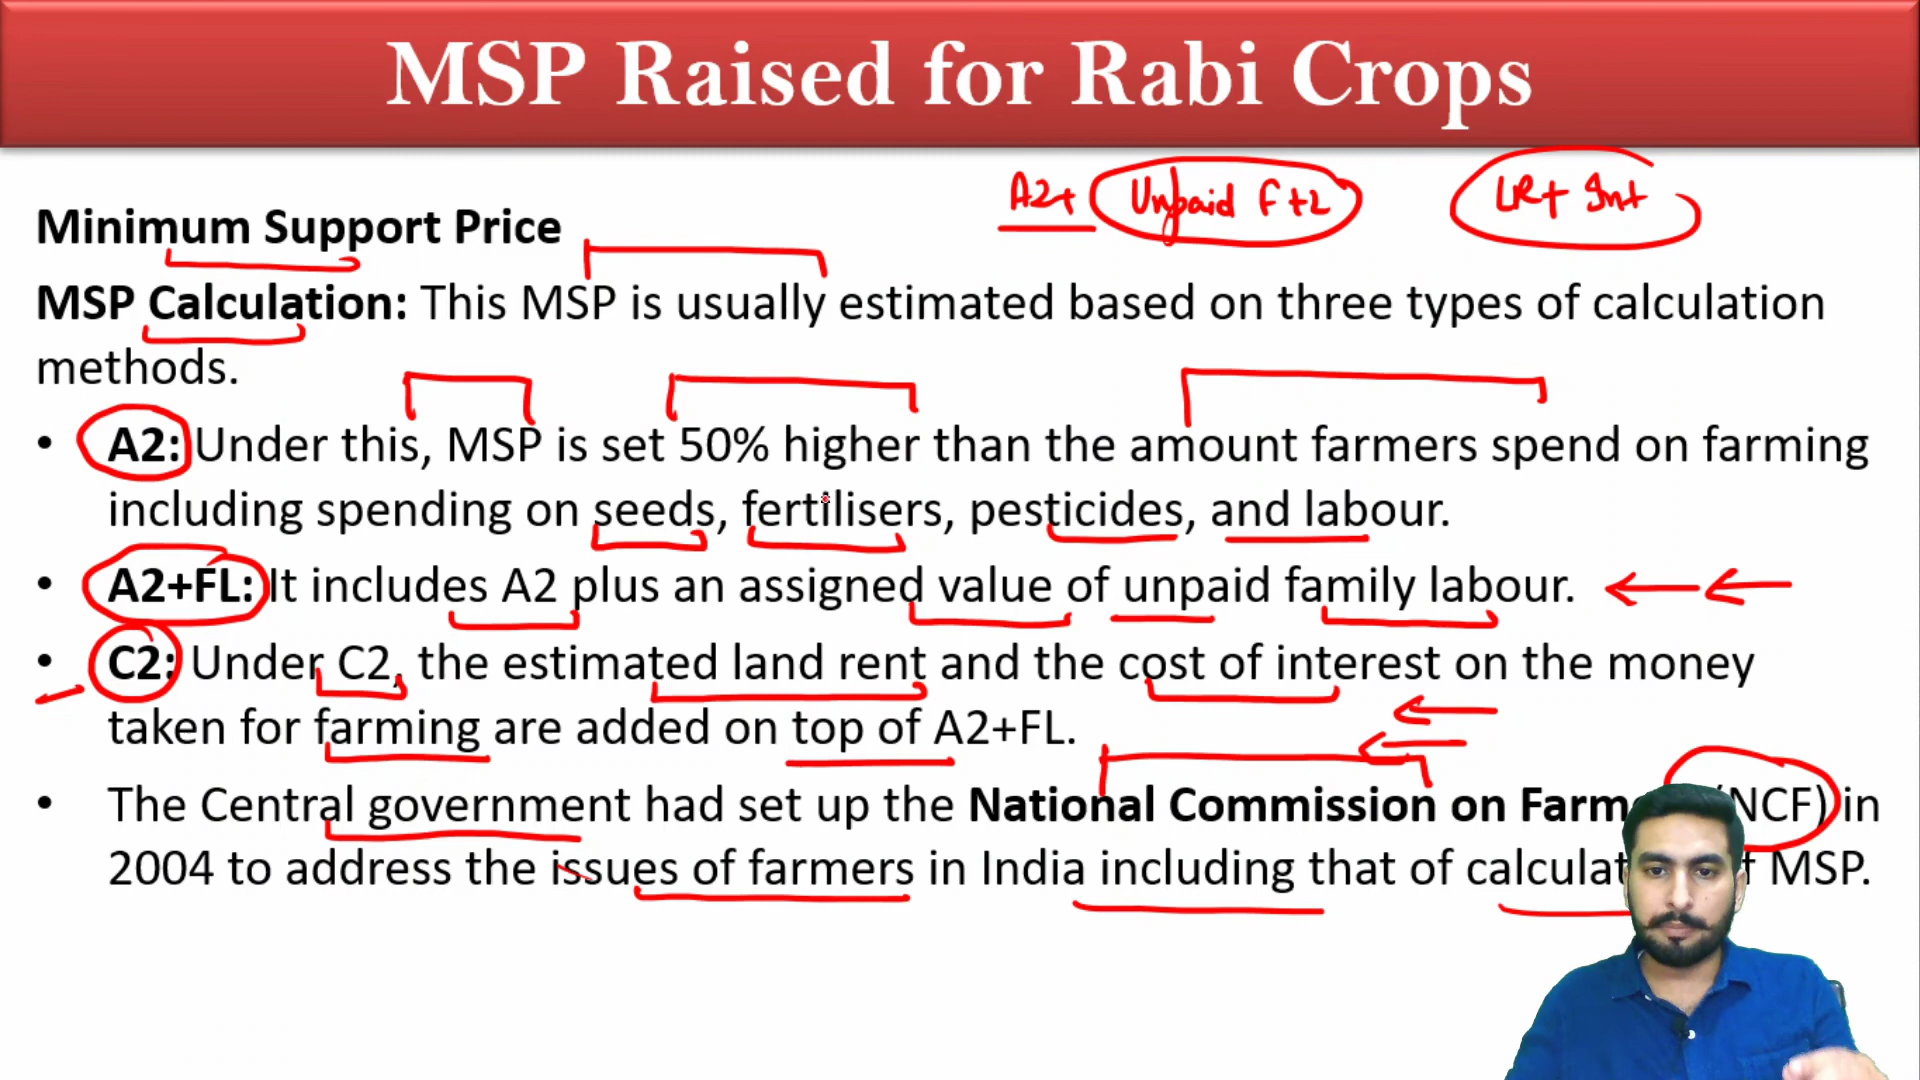 MSP Raised for Rabi Crops
A2+ Unpaid F+L LR+ Int
Minimum Support Price
MSP Calculation: This MSP is usually estimated based on three types of calculation
methods.
• A2: Under this, MSP is set 50% higher than the amount farmers spend on farming
including spending on seeds, fertilisers, pesticides, and labour.
• A2+FL: It includes A2 plus an assigned value of unpaid family labour.
• C2: Under C2, the estimated land rent and the cost of interest on the money
taken for farming are added on top of A2+FL.
• The Central government had set up the National Commission on Farm (NCF) in
2004 to address the issues of farmers in India including that of calculat MSP.